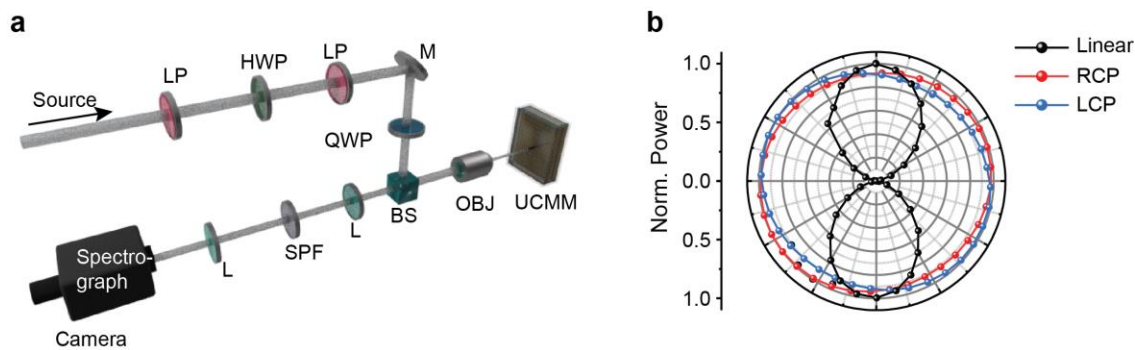 a
Source
LP
HWP
LP
M
QWP
BS
OBJ
UCMM
L
SPF
L
Spectro-
graph
Camera
b
Norm. Power
1.0
0.5
0.0
0.5
1.0
Linear
RCP
LCP